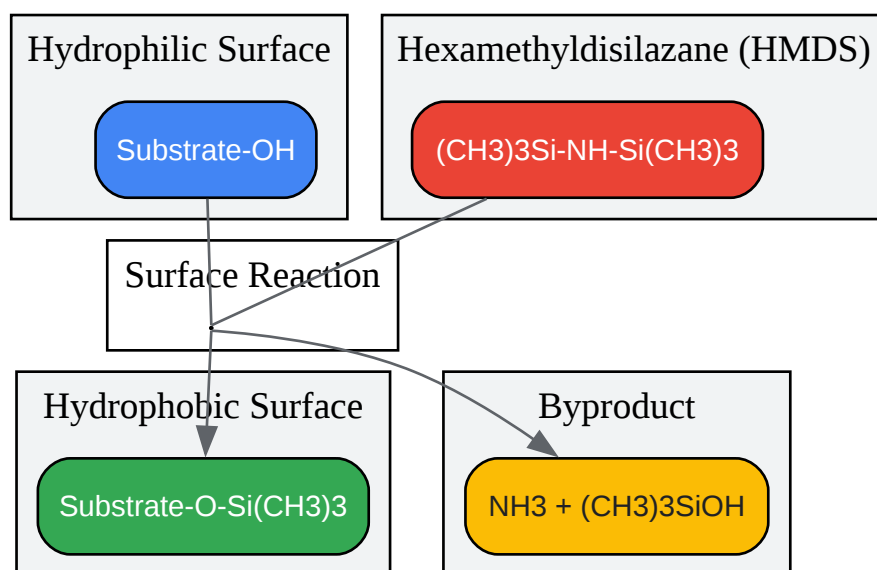 Hydrophilic Surface
Hexamethyldisilazane (HMDS)
Substrate-OH
(CH3)3Si-NH-Si(CH3)3
Surface Reaction
Hydrophobic Surface
Byproduct
Substrate-O-Si(CH3)3
NH3 + (CH3)3SiOH